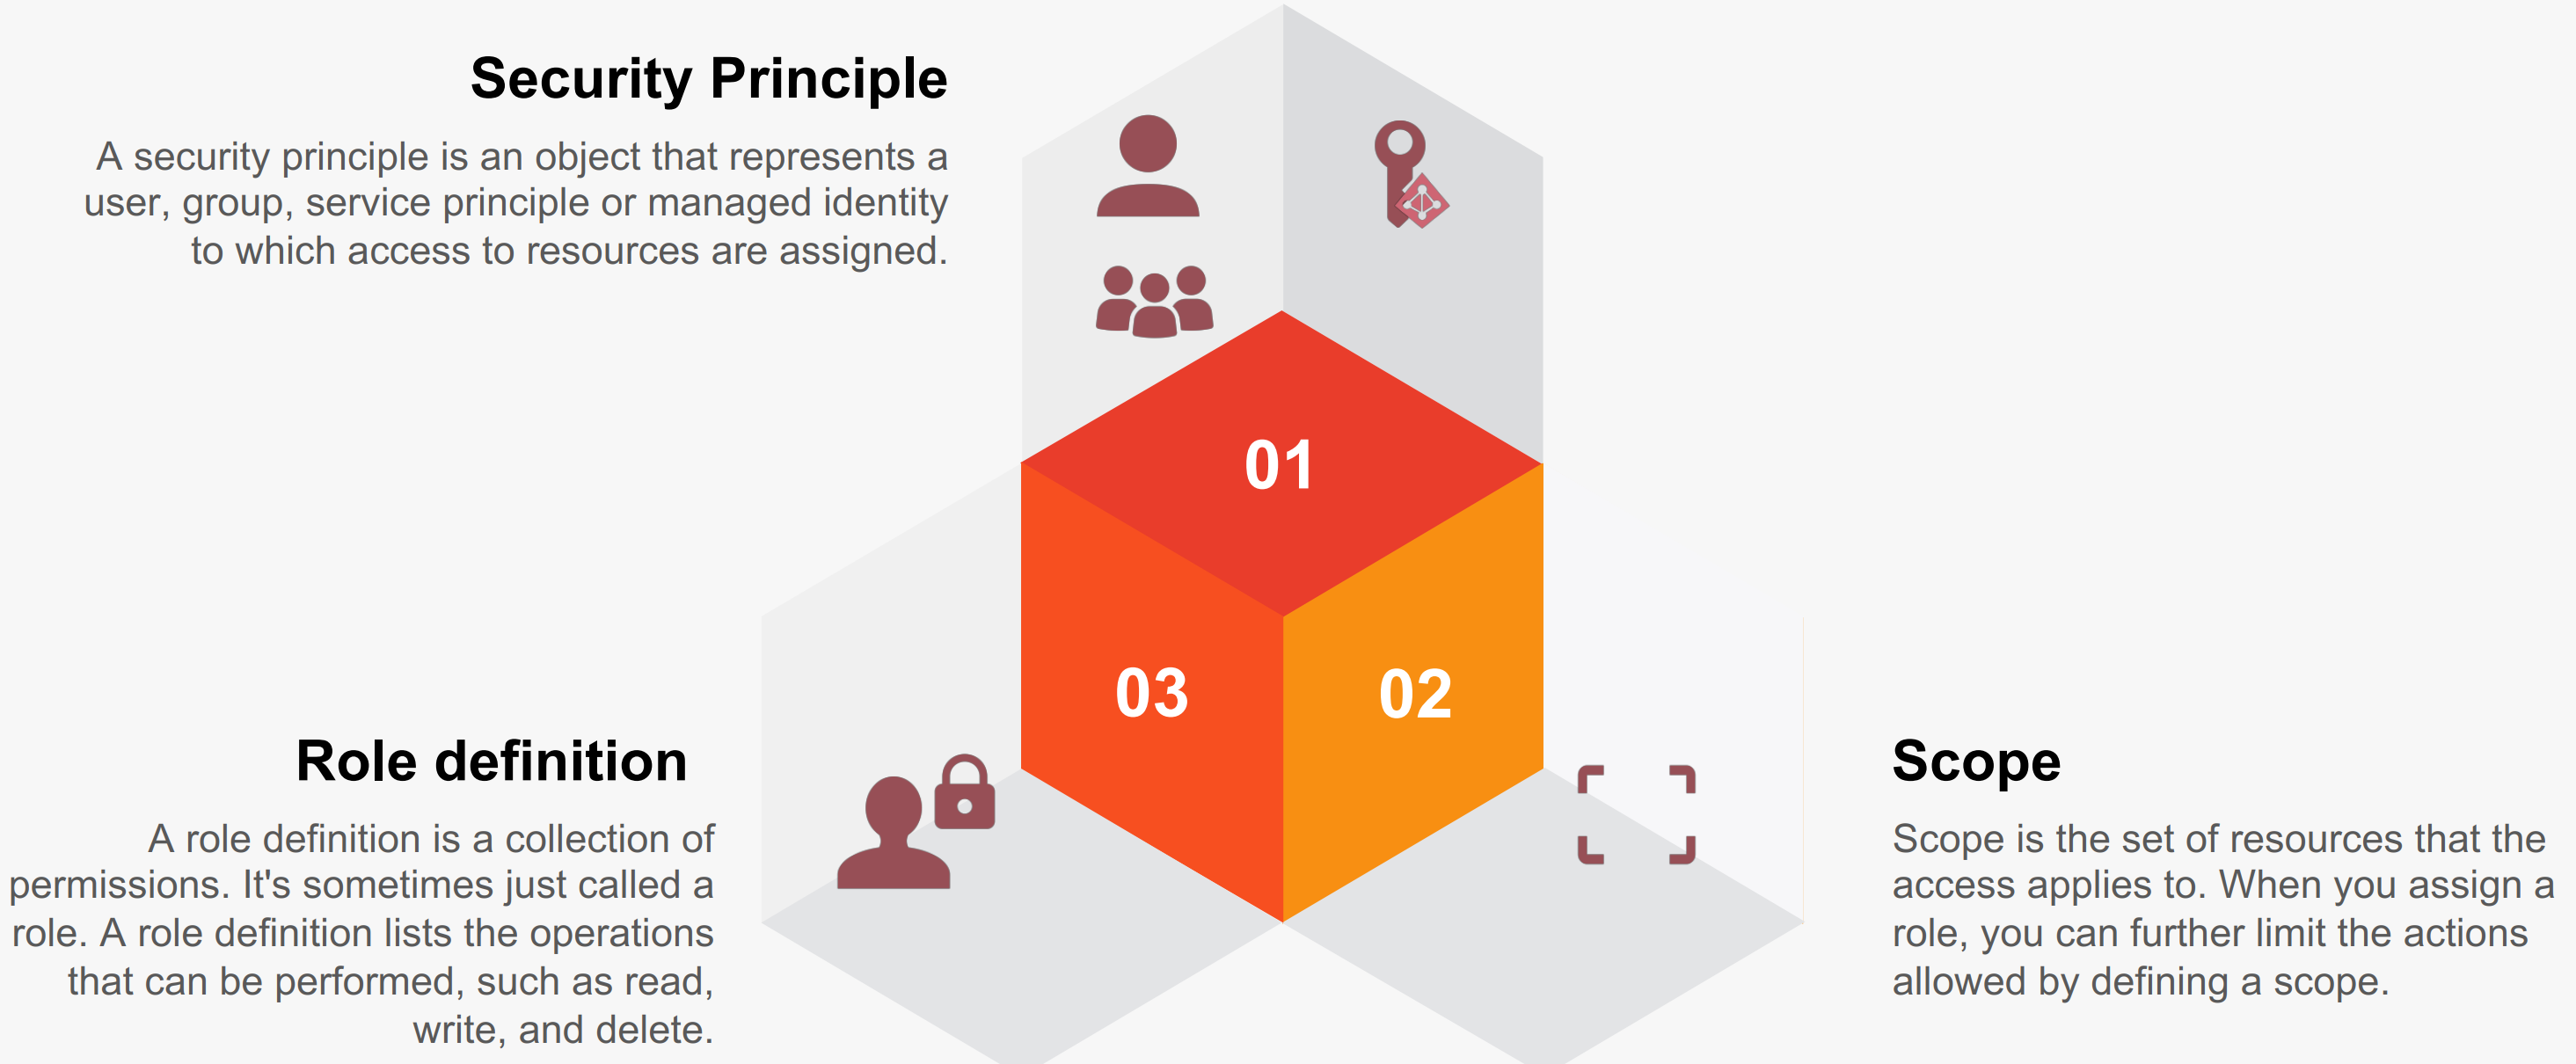 Security Principle
A security principle is an object that represents a
user, group, service principle or managed identity
to which access to resources are assigned.
01
03
02
Role definition
A role definition is a collection of
permissions. It's sometimes just called a
role. A role definition lists the operations
that can be performed, such as read,
write, and delete.
Scope
Scope is the set of resources that the
access applies to. When you assign a
role, you can further limit the actions
allowed by defining a scope.